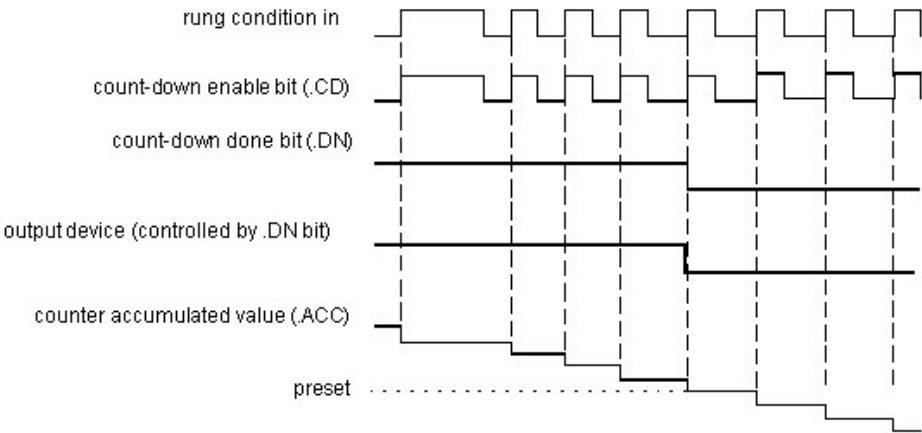 rung condition in
count-down enable bit (.CD)
count-down done bit (.DN)
output device (controlled by .DN bit)
counter accumulated value (.ACC)
preset